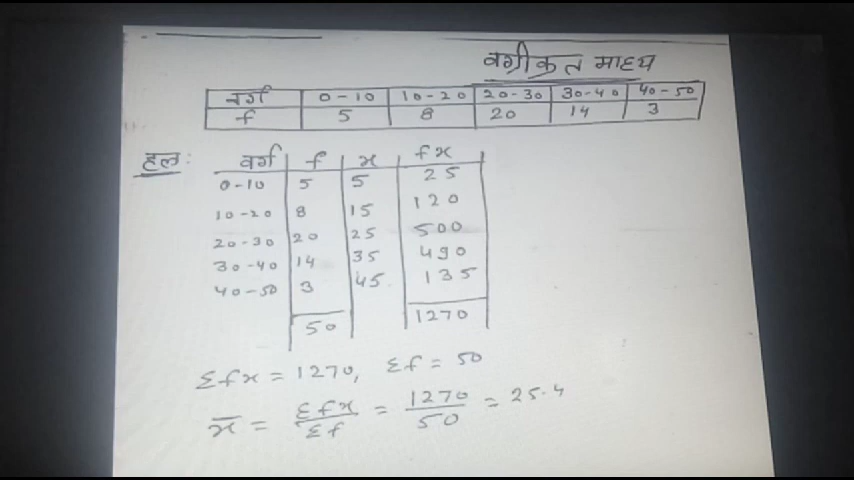 वर्गीकृत माध्य
वर्ग 0-10 10-20 20-30 30-40 40-50
f 5 8 20 14 3
हल: वर्ग f x fx
0-10 5 5 25
10-20 8 15 120
20-30 20 25 500
30-40 14 35 490
40-50 3 45 135
50 1270
Σfx = 1270, Σf = 50
x̄ = Σfx/Σf = 1270/50 = 25.4